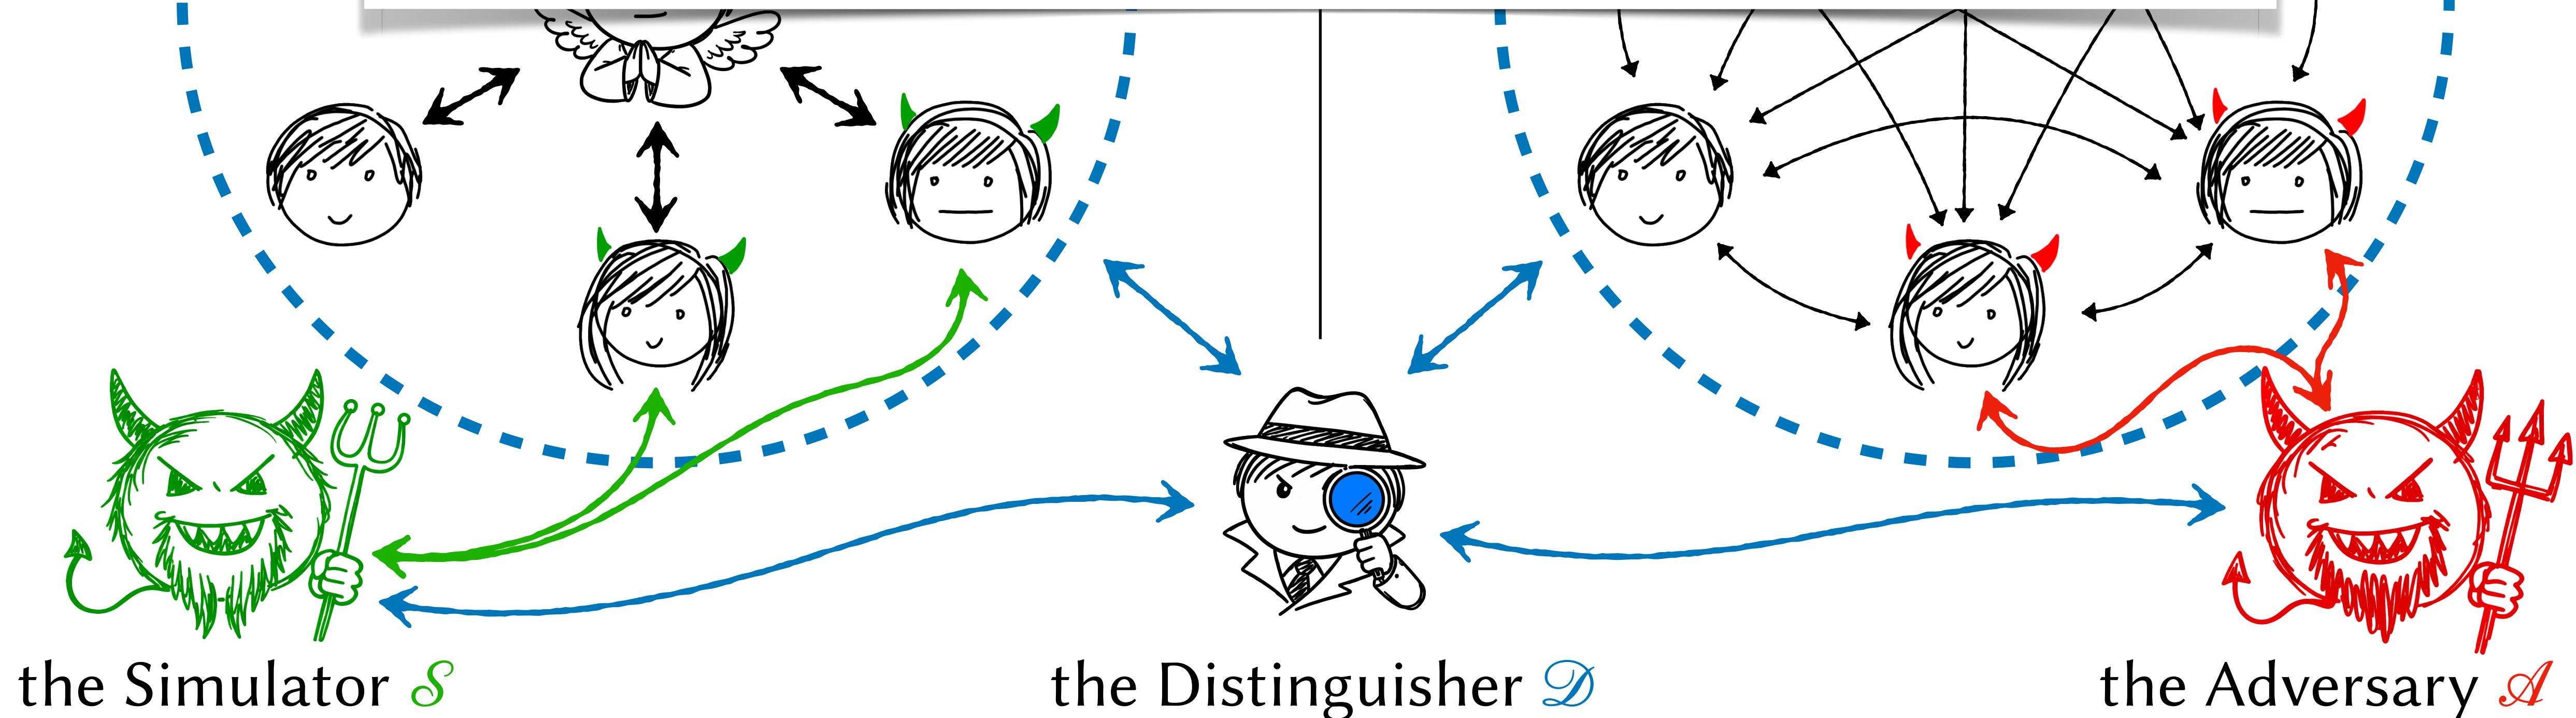 the Simulator 𝒮
the Distinguisher 𝒟
the Adversary 𝒜